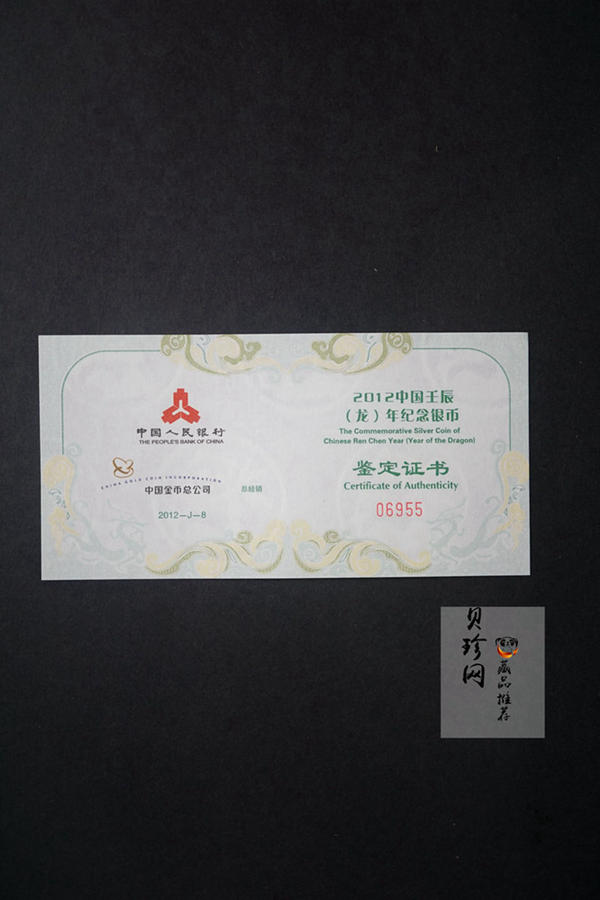 中国人民银行
THE PEOPLE'S BANK OF CHINA
CHINA GOLD COIN INCORPORATION
中国金币总公司 总经销
2012—J—8
2012中国壬辰
（龙）年纪念银币
The Commemorative Silver Coin of
Chinese Ren Chen Year (Year of the Dragon)
鉴定证书
Certificate of Authenticity
06955
贝珍网
藏品推荐